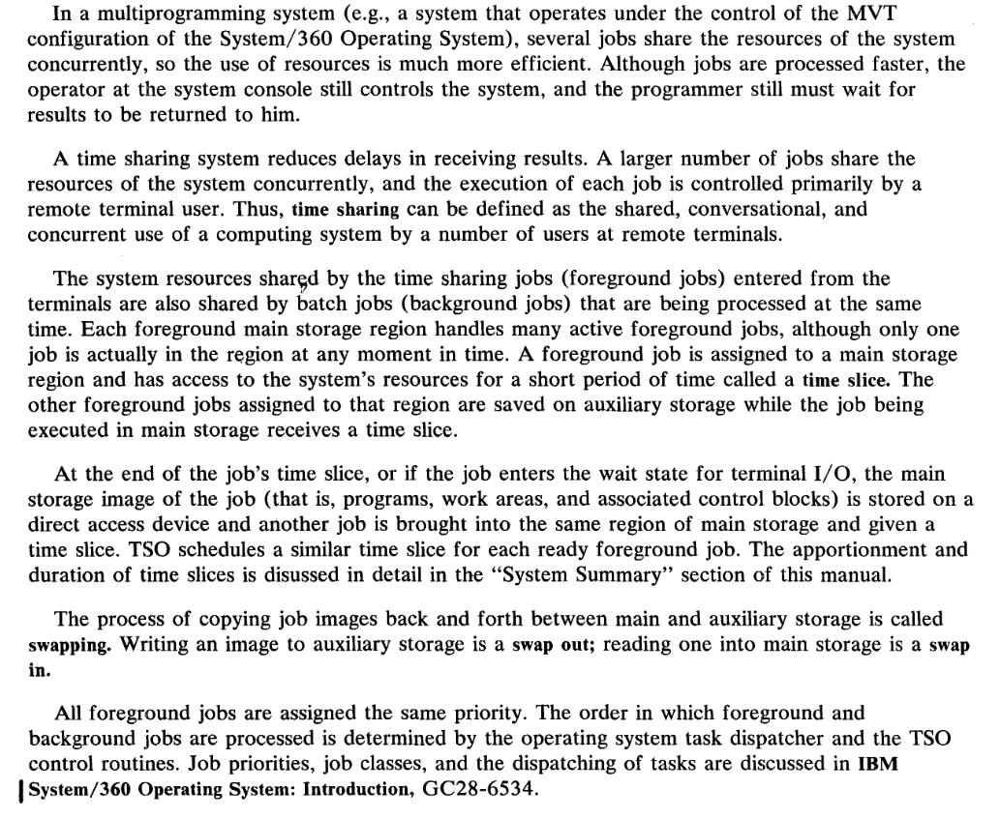 In a multiprogramming system (e.g., a system that operates under the control of the MVT
configuration of the System/360 Operating System), several jobs share the resources of the system
concurrently, so the use of resources is much more efficient. Although jobs are processed faster, the
operator at the system console still controls the system, and the programmer still must wait for
results to be returned to him.
A time sharing system reduces delays in receiving results. A larger number of jobs share the
resources of the system concurrently, and the execution of each job is controlled primarily by a
remote terminal user. Thus, time sharing can be defined as the shared, conversational, and
concurrent use of a computing system by a number of users at remote terminals.
The system resources shared by the time sharing jobs (foreground jobs) entered from the
terminals are also shared by batch jobs (background jobs) that are being processed at the same
time. Each foreground main storage region handles many active foreground jobs, although only one
job is actually in the region at any moment in time. A foreground job is assigned to a main storage
region and has access to the system's resources for a short period of time called a time slice. The
other foreground jobs assigned to that region are saved on auxiliary storage while the job being
executed in main storage receives a time slice.
At the end of the job's time slice, or if the job enters the wait state for terminal I/O, the main
storage image of the job (that is, programs, work areas, and associated control blocks) is stored on a
direct access device and another job is brought into the same region of main storage and given a
time slice. TSO schedules a similar time slice for each ready foreground job. The apportionment and
duration of time slices is disussed in detail in the “System Summary” section of this manual.
The process of copying job images back and forth between main and auxiliary storage is called
swapping. Writing an image to auxiliary storage is a swap out; reading one into main storage is a swap
in.
All foreground jobs are assigned the same priority. The order in which foreground and
background jobs are processed is determined by the operating system task dispatcher and the TSO
control routines. Job priorities, job classes, and the dispatching of tasks are discussed in IBM
System/360 Operating System: Introduction, GC28-6534.